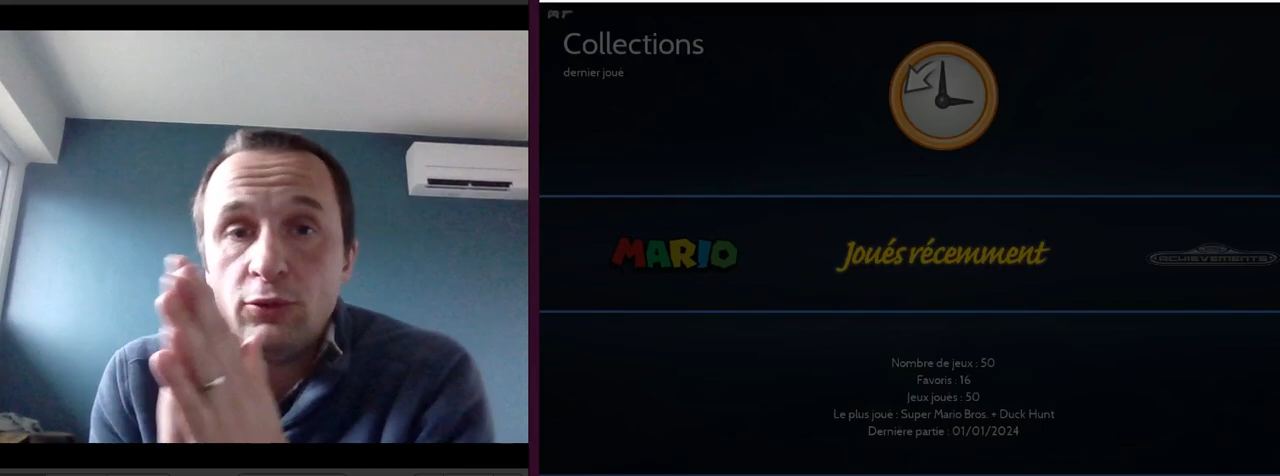 Collections
dernier joué
MARIO
Joués récemment
ACHIEVEMENTS
Nombre de jeux : 50
Favoris : 16
Jeux joues : 50
Le plus joué : Super Mario Bros. + Duck Hunt
Dernière partie : 01/01/2024